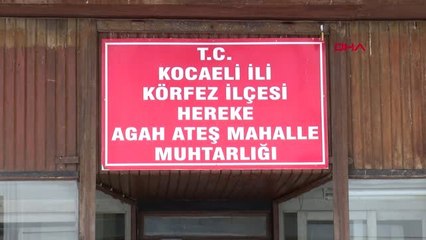 DHA
T.C.
KOCAELİ İLİ
KÖRFEZ İLÇESİ
HEREKE
AGAH ATEŞ MAHALLE
MUHTARLIĞI